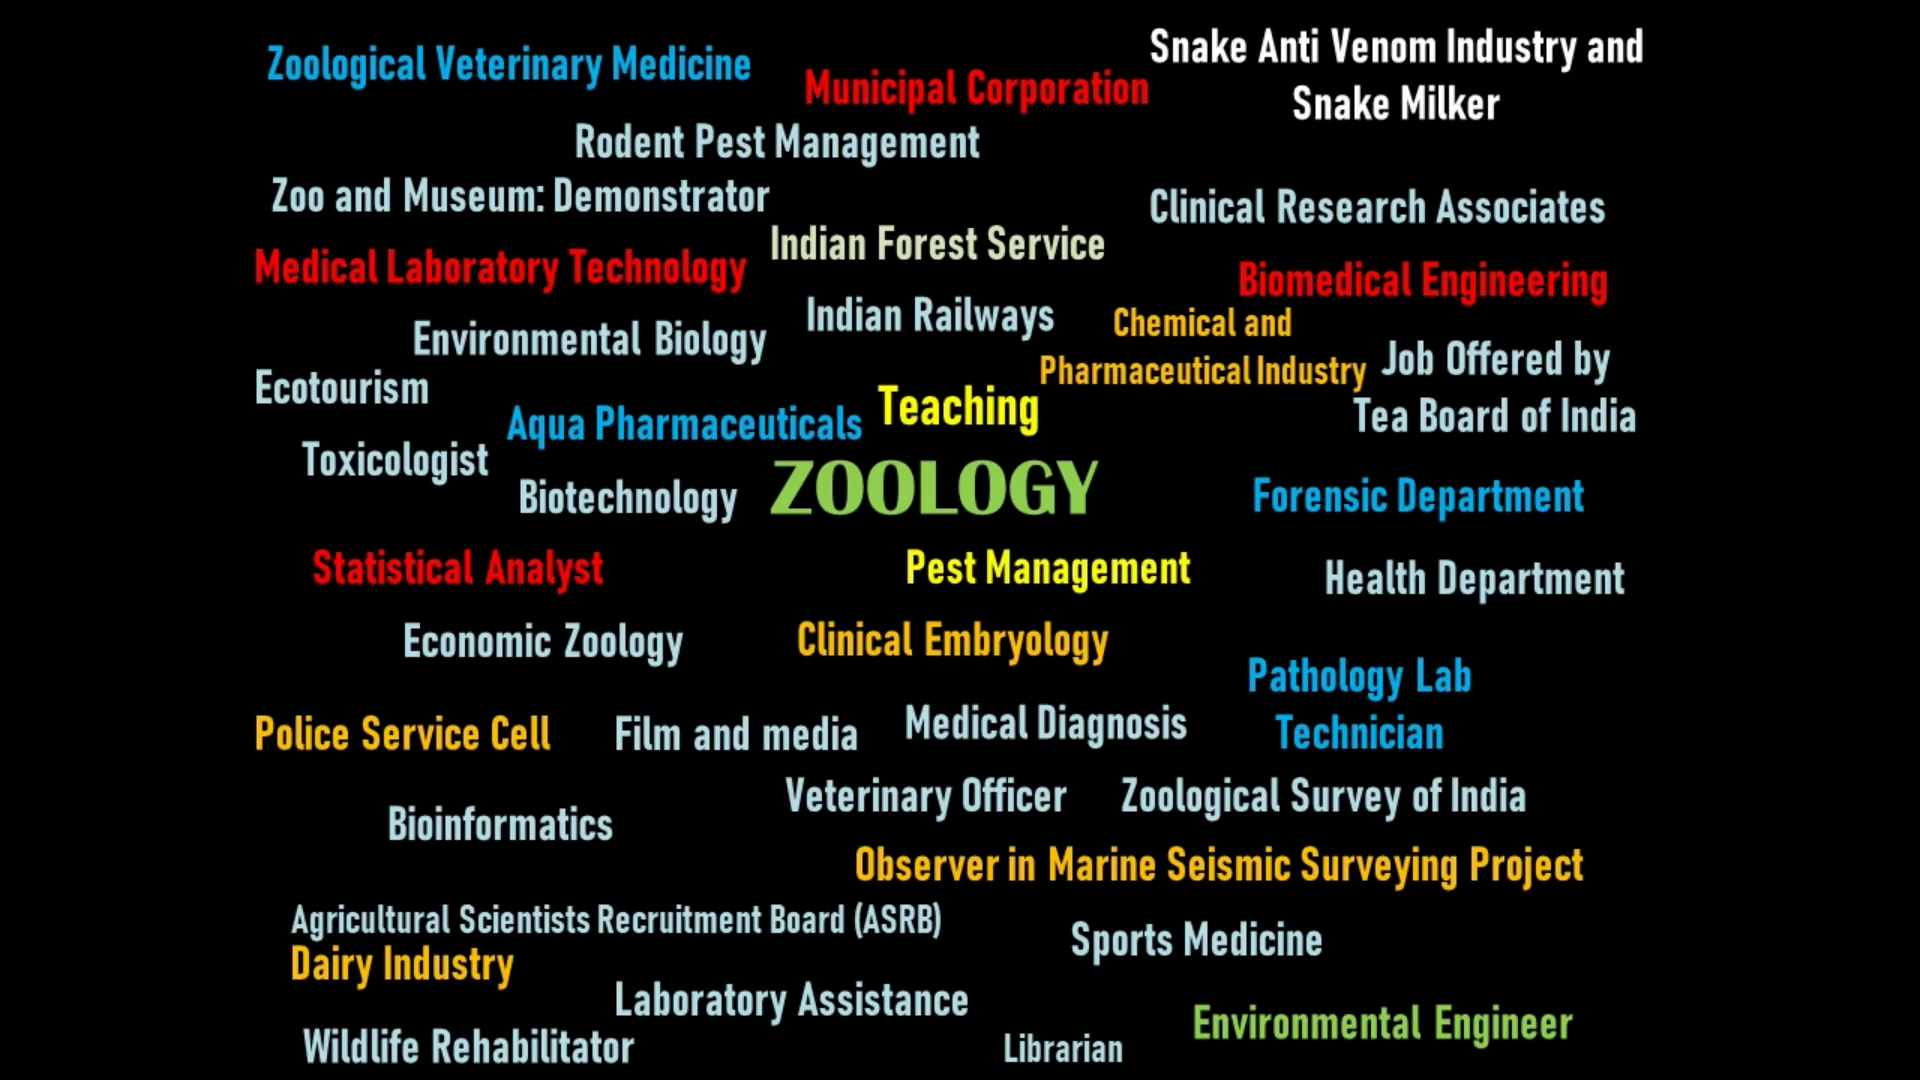 Zoological Veterinary Medicine
Municipal Corporation
Snake Anti Venom Industry and
Snake Milker
Rodent Pest Management
Zoo and Museum: Demonstrator
Clinical Research Associates
Indian Forest Service
Medical Laboratory Technology
Biomedical Engineering
Indian Railways
Chemical and
Pharmaceutical Industry
Environmental Biology
Job Offered by
Tea Board of India
Ecotourism
Teaching
Aqua Pharmaceuticals
Toxicologist
Biotechnology
ZOOLOGY
Forensic Department
Statistical Analyst
Pest Management
Health Department
Economic Zoology
Clinical Embryology
Pathology Lab
Technician
Police Service Cell
Film and media
Medical Diagnosis
Veterinary Officer
Zoological Survey of India
Bioinformatics
Observer in Marine Seismic Surveying Project
Agricultural Scientists Recruitment Board (ASRB)
Sports Medicine
Dairy Industry
Laboratory Assistance
Environmental Engineer
Wildlife Rehabilitator
Librarian